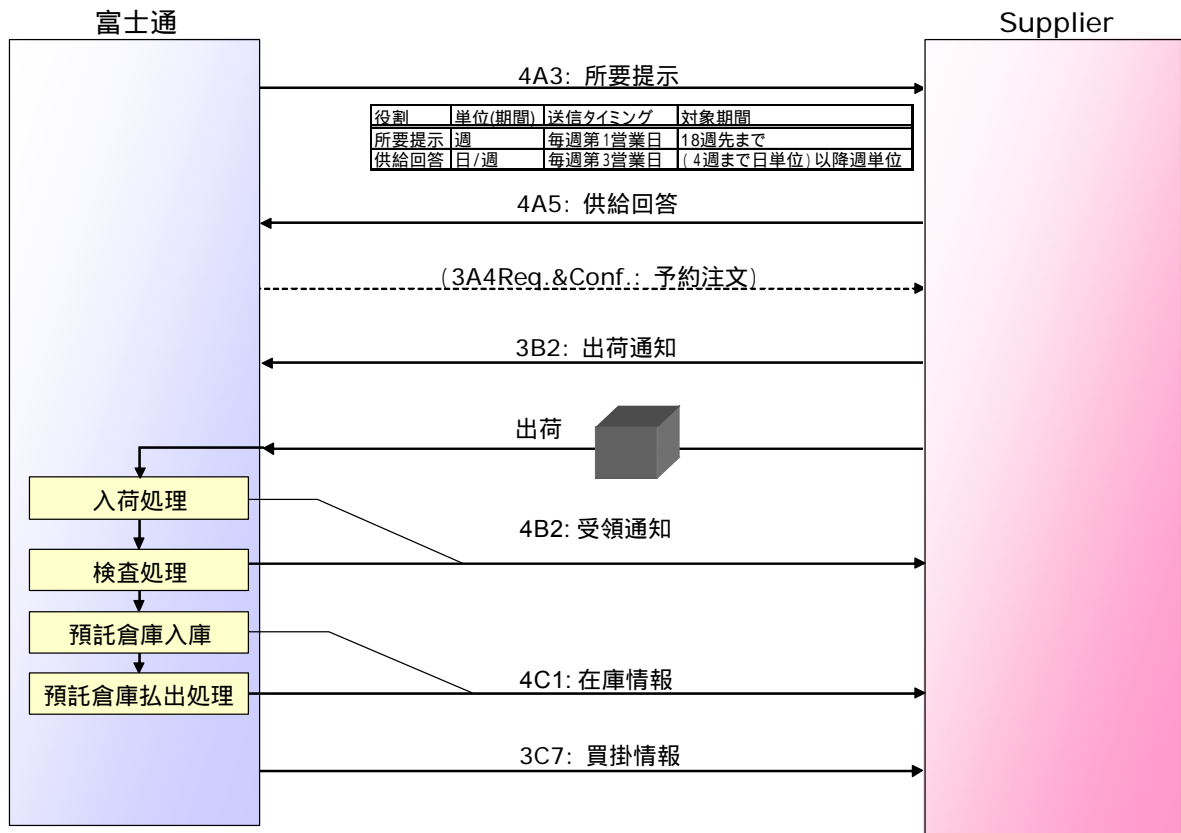 富士通
Supplier
4A3: 所要提示
役割 単位(期間) 送信タイミング 対象期間
所要提示 週 毎週第1営業日 18週先まで
供給回答 日/週 毎週第3営業日 (4週まで日単位)以降週単位
4A5: 供給回答
(3A4Req.&Conf.: 予約注文)
3B2: 出荷通知
出荷
入荷処理
4B2: 受領通知
検査処理
預託倉庫入庫
4C1: 在庫情報
預託倉庫払出処理
3C7: 買掛情報